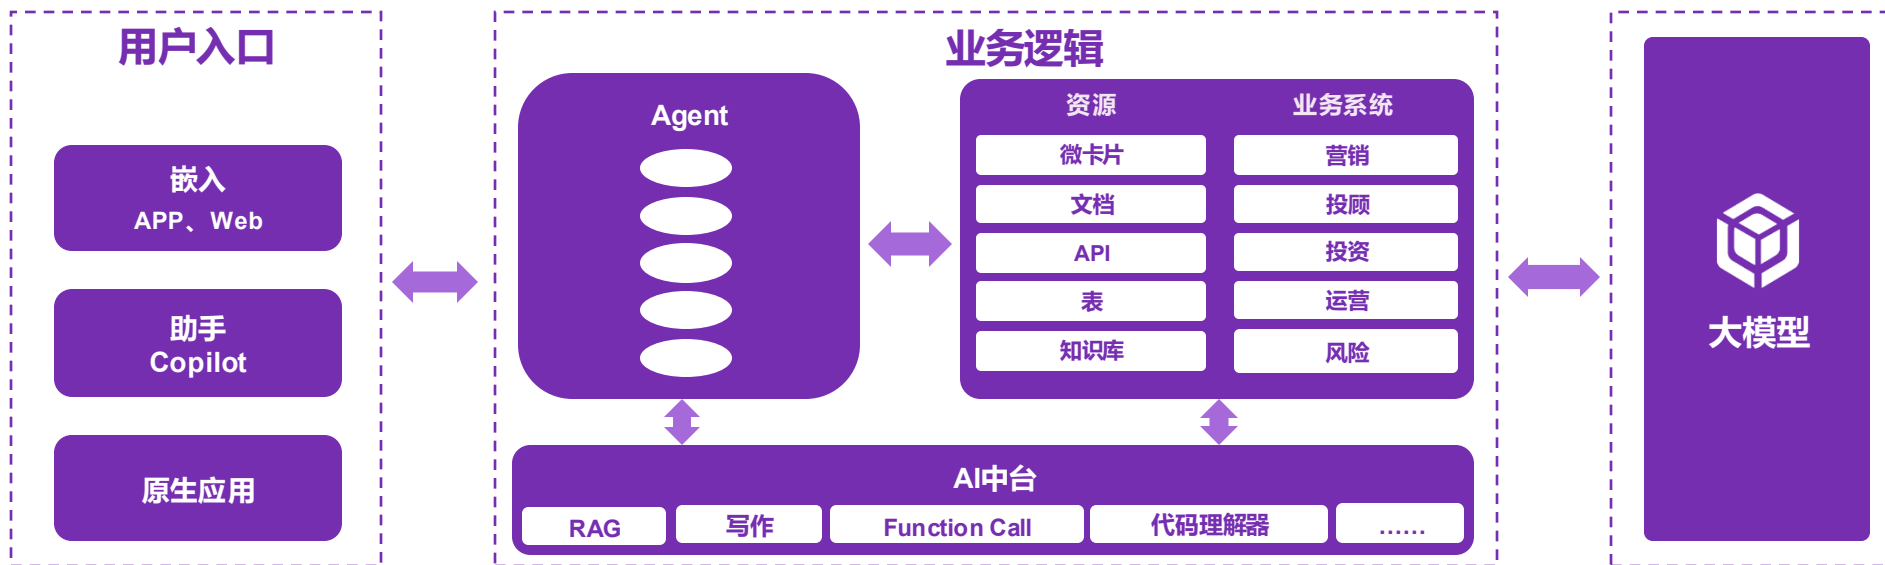 用户入口
嵌入
APP、Web
助手
Copilot
原生应用
业务逻辑
Agent
资源
微卡片
文档
API
表
知识库
业务系统
营销
投顾
投资
运营
风险
AI中台
RAG
写作
Function Call
代码理解器
……
大模型